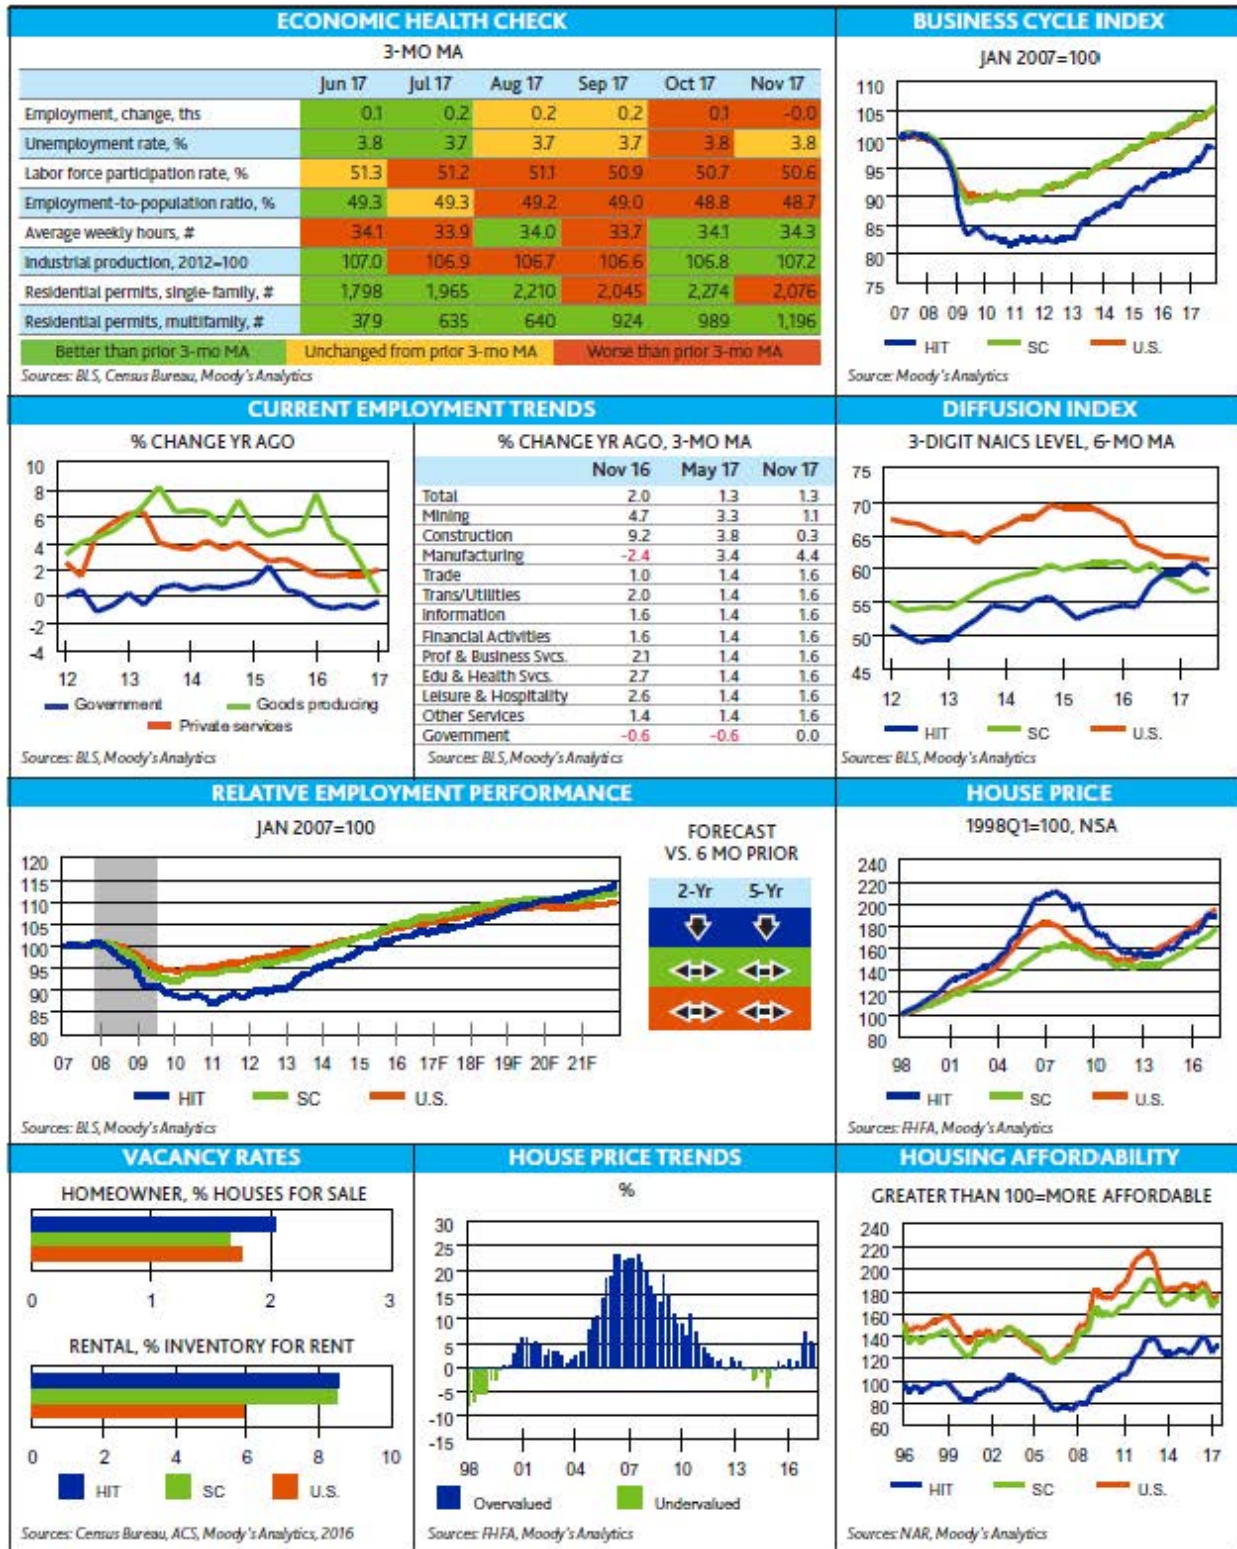 ECONOMIC HEALTH CHECK
3-MO MA
Jun 17 Jul 17 Aug 17 Sep 17 Oct 17 Nov 17
Employment, change, ths 0.1 0.2 0.2 0.2 0.1 -0.0
Unemployment rate, % 3.8 3.7 3.7 3.7 3.8 3.8
Labor force participation rate, % 51.3 51.2 51.1 50.9 50.7 50.6
Employment-to-population ratio, % 49.3 49.3 49.2 49.0 48.8 48.7
Average weekly hours, # 34.1 33.9 34.0 33.7 34.1 34.3
Industrial production, 2012=100 107.0 106.9 106.7 106.6 106.8 107.2
Residential permits, single-family, # 1,798 1,965 2,210 2,045 2,274 2,076
Residential permits, multifamily, # 379 635 640 924 989 1,196
Better than prior 3-mo MA Unchanged from prior 3-mo MA Worse than prior 3-mo MA
Sources: BLS, Census Bureau, Moody's Analytics
BUSINESS CYCLE INDEX
JAN 2007=100
110
105
100
95
90
85
80
75
07 08 09 10 11 12 13 14 15 16 17
HIT SC U.S.
Source: Moody's Analytics
CURRENT EMPLOYMENT TRENDS
% CHANGE YR AGO
10
8
6
4
2
0
-2
-4
12 13 14 15 16 17
Government Goods producing
Private services
Sources: BLS, Moody's Analytics
% CHANGE YR AGO, 3-MO MA
Nov 16 May 17 Nov 17
Total 2.0 1.3 1.3
Mining 4.7 3.3 1.1
Construction 9.2 3.8 0.3
Manufacturing -2.4 3.4 4.4
Trade 1.0 1.4 1.6
Trans/Utilities 2.0 1.4 1.6
Information 1.6 1.4 1.6
Financial Activities 1.6 1.4 1.6
Prof & Business Svcs. 2.1 1.4 1.6
Edu & Health Svcs. 2.7 1.4 1.6
Leisure & Hospitality 2.6 1.4 1.6
Other Services 1.4 1.4 1.6
Government -0.6 -0.6 0.0
Sources: BLS, Moody's Analytics
DIFFUSION INDEX
3-DIGIT NAICS LEVEL, 6-MO MA
75
70
65
60
55
50
45
12 13 14 15 16 17
HIT SC U.S.
Sources: BLS, Moody's Analytics
RELATIVE EMPLOYMENT PERFORMANCE
JAN 2007=100
120
115
110
100
95
90
85
80
07 08 09 10 11 12 13 14 15 16 17F 18F 19F 20F 21F
HIT SC U.S.
Sources: BLS, Moody's Analytics
FORECAST
VS. 6 MO PRIOR
2-Yr 5-Yr
HOUSE PRICE
1998Q1=100, NSA
240
220
200
180
160
140
120
100
80
98 01 04 07 10 13 16
HIT SC U.S.
Sources: FHFA, Moody's Analytics
VACANCY RATES
HOMEOWNER, % HOUSES FOR SALE
0 1 2 3
RENTAL, % INVENTORY FOR RENT
0 2 4 6 8 10
HIT SC U.S.
Sources: Census Bureau, ACS, Moody's Analytics, 2016
HOUSE PRICE TRENDS
%
30
25
20
15
10
5
0
-5
-10
-15
98 01 04 07 10 13 16
Overvalued Undervalued
Sources: FHFA, Moody's Analytics
HOUSING AFFORDABILITY
GREATER THAN 100=MORE AFFORDABLE
240
220
200
180
160
140
120
100
80
60
96 99 02 05 08 11 14 17
HIT SC U.S.
Sources: NAR, Moody's Analytics